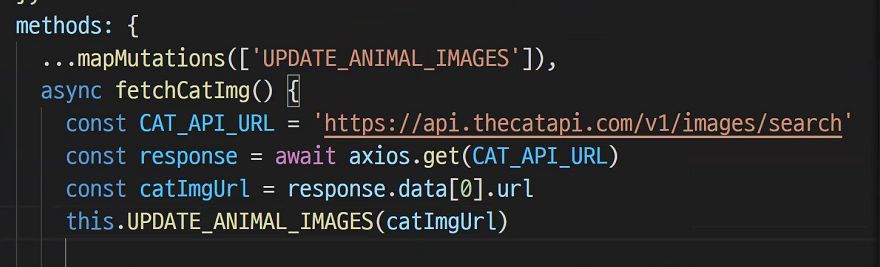 methods: {
...mapMutations(['UPDATE_ANIMAL_IMAGES']),
async fetchCatImg() {
const CAT_API_URL = 'https://api.thecatapi.com/v1/images/search'
const response = await axios.get(CAT_API_URL)
const catImgUrl = response.data[0].url
this.UPDATE_ANIMAL_IMAGES(catImgUrl)